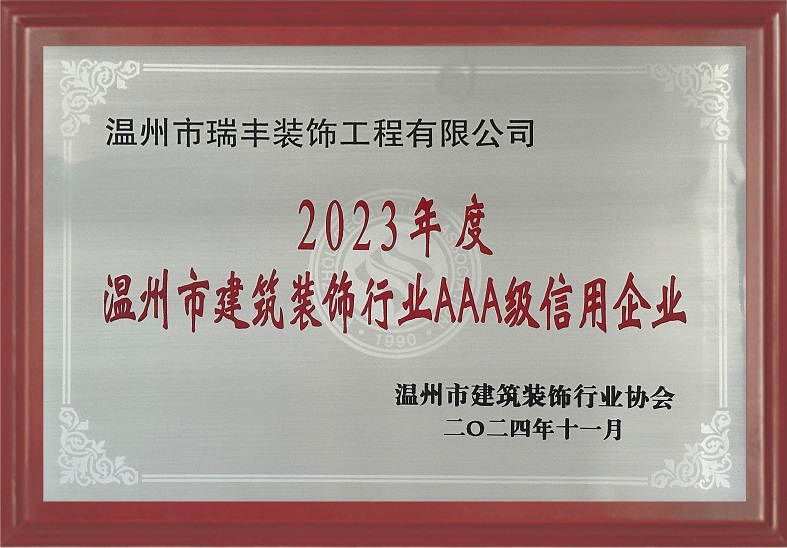 温州市瑞丰装饰工程有限公司
2023年度
温州市建筑装饰行业AAA级信用企业
1990
温州市建筑装饰行业协会
二〇二四年十一月